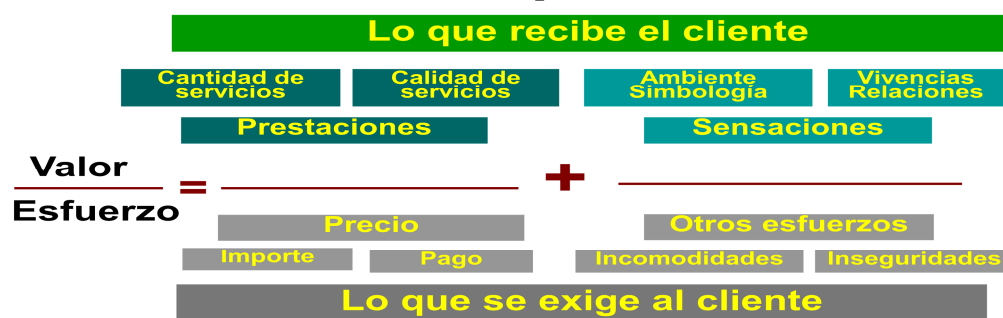 Lo que recibe el cliente
Cantidad de servicios
Calidad de servicios
Ambiente Simbología
Vivencias Relaciones
Prestaciones
Sensaciones
Valor
Esfuerzo
=
+
Precio
Otros esfuerzos
Importe
Pago
Incomodidades
Inseguridades
Lo que se exige al cliente